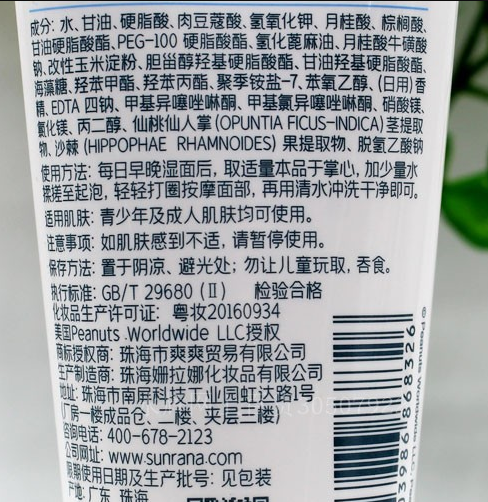 成分: 水、甘油、硬脂酸、肉豆蔻酸、氢氧化钾、月桂酸、棕榈酸、
甘油硬脂酸酯、PEG-100 硬脂酸酯、氢化蓖麻油、月桂酸牛磺酸
钠、改性玉米淀粉、胆甾醇羟基硬脂酸酯、甘油羟基硬脂酸酯、
海藻糖、羟苯甲酯、羟苯丙酯、聚季铵盐-7、苯氧乙醇、(日用)香
精、EDTA 四钠、甲基异噻唑啉酮、甲基氯异噻唑啉酮、硝酸镁、
氯化镁、丙二醇、仙桃仙人掌 (OPUNTIA FICUS-INDICA) 茎提取
物、沙棘 (HIPPOPHAE RHAMNOIDES) 果提取物、脱氢乙酸钠
使用方法: 每日早晚湿面后, 取适量本品于掌心, 加少量水
揉搓至起泡, 轻轻打圈按摩面部, 再用清水冲洗干净即可。
适用肌肤: 青少年及成人肌肤均可使用。
注意事项: 如肌肤感到不适, 请暂停使用。
保存方法: 置于阴凉、避光处; 勿让儿童玩取, 吞食。
执行标准: GB/T 29680 (Ⅱ) 检验合格
化妆品生产许可证: 粤妆20160934
美国Peanuts Worldwide LLC授权
商标授权商: 珠海市爽爽贸易有限公司
生产制造商: 珠海姗拉娜化妆品有限公司
地址: 珠海市南屏科技工业园虹达路1号
(厂房一楼成品仓、二楼、夹层三楼)
咨询电话: 400-678-2123
公司网址: www.sunrana.com
限期使用日期及生产批号: 见包装
产地: 广东 珠海
© Peanuts Worldwide LLC
3986868326